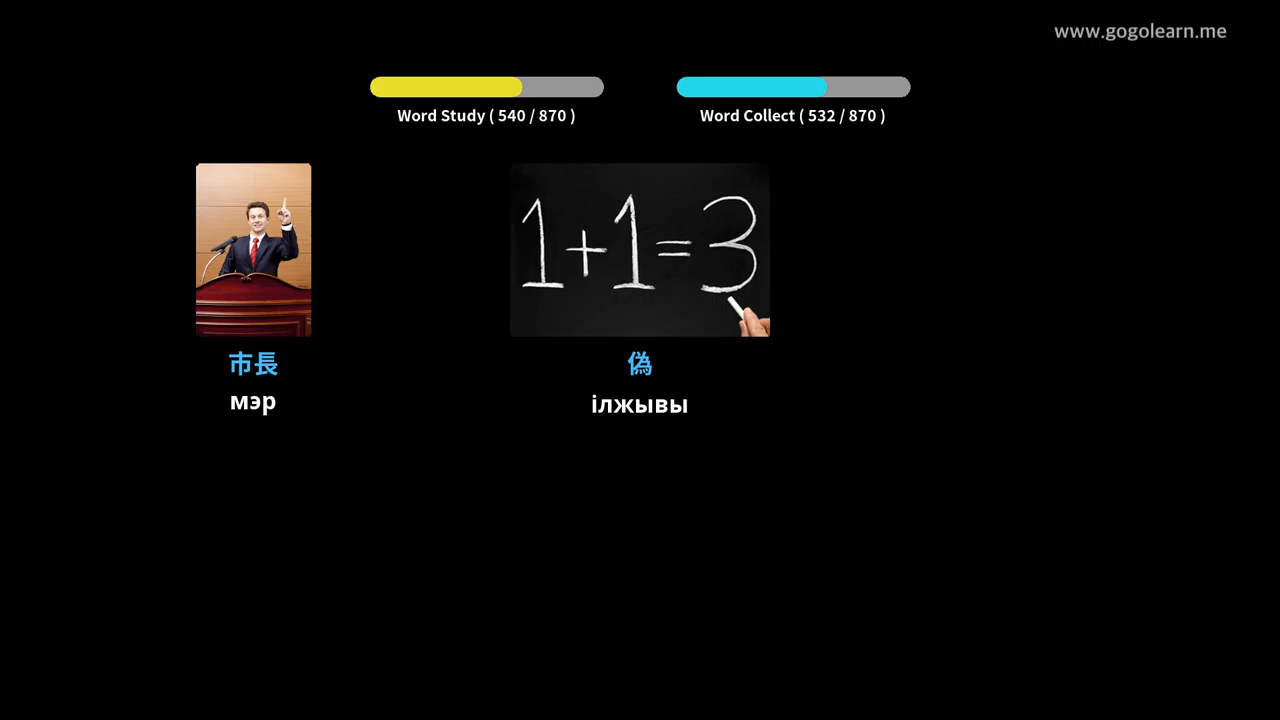 www.gogolearn.me
Word Study ( 540 / 870 )
Word Collect ( 532 / 870 )
1+1=3
市長
мэр
偽
ілжывы